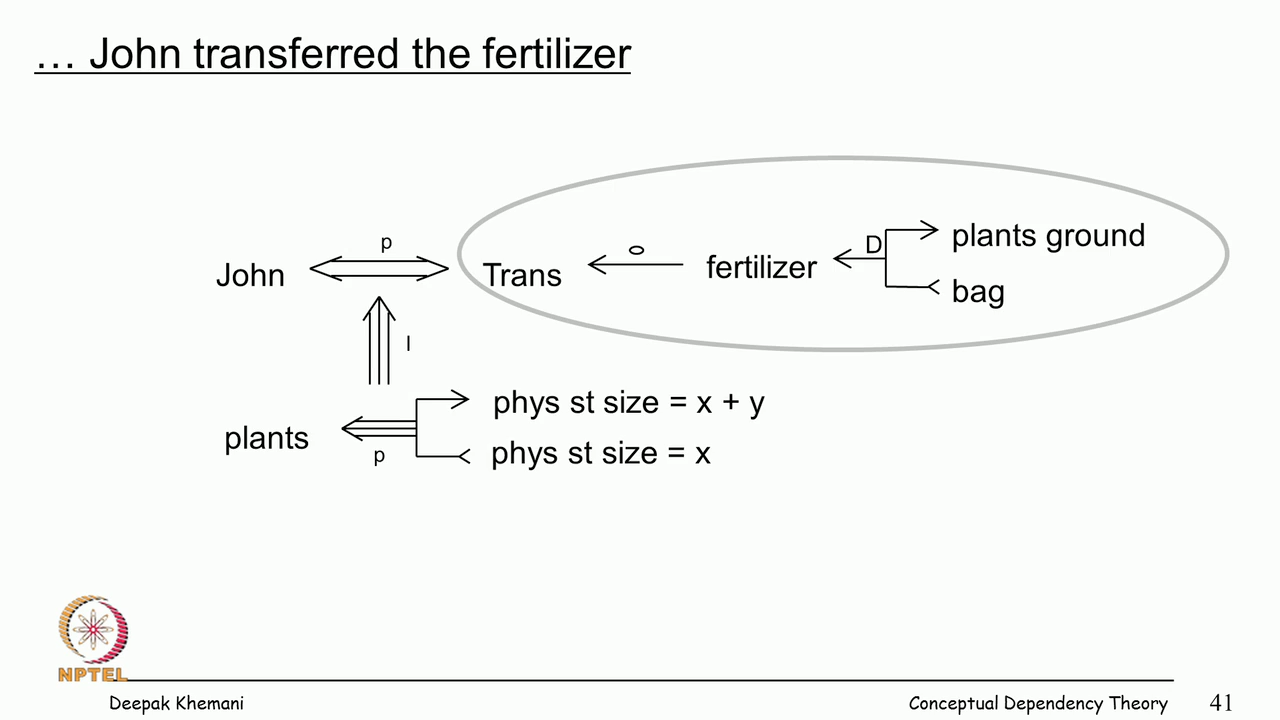 … John transferred the fertilizer
p
o
D
plants ground
John
Trans
fertilizer
bag
I
phys st size = x + y
plants
p
phys st size = x
NPTEL
Deepak Khemani
Conceptual Dependency Theory
41